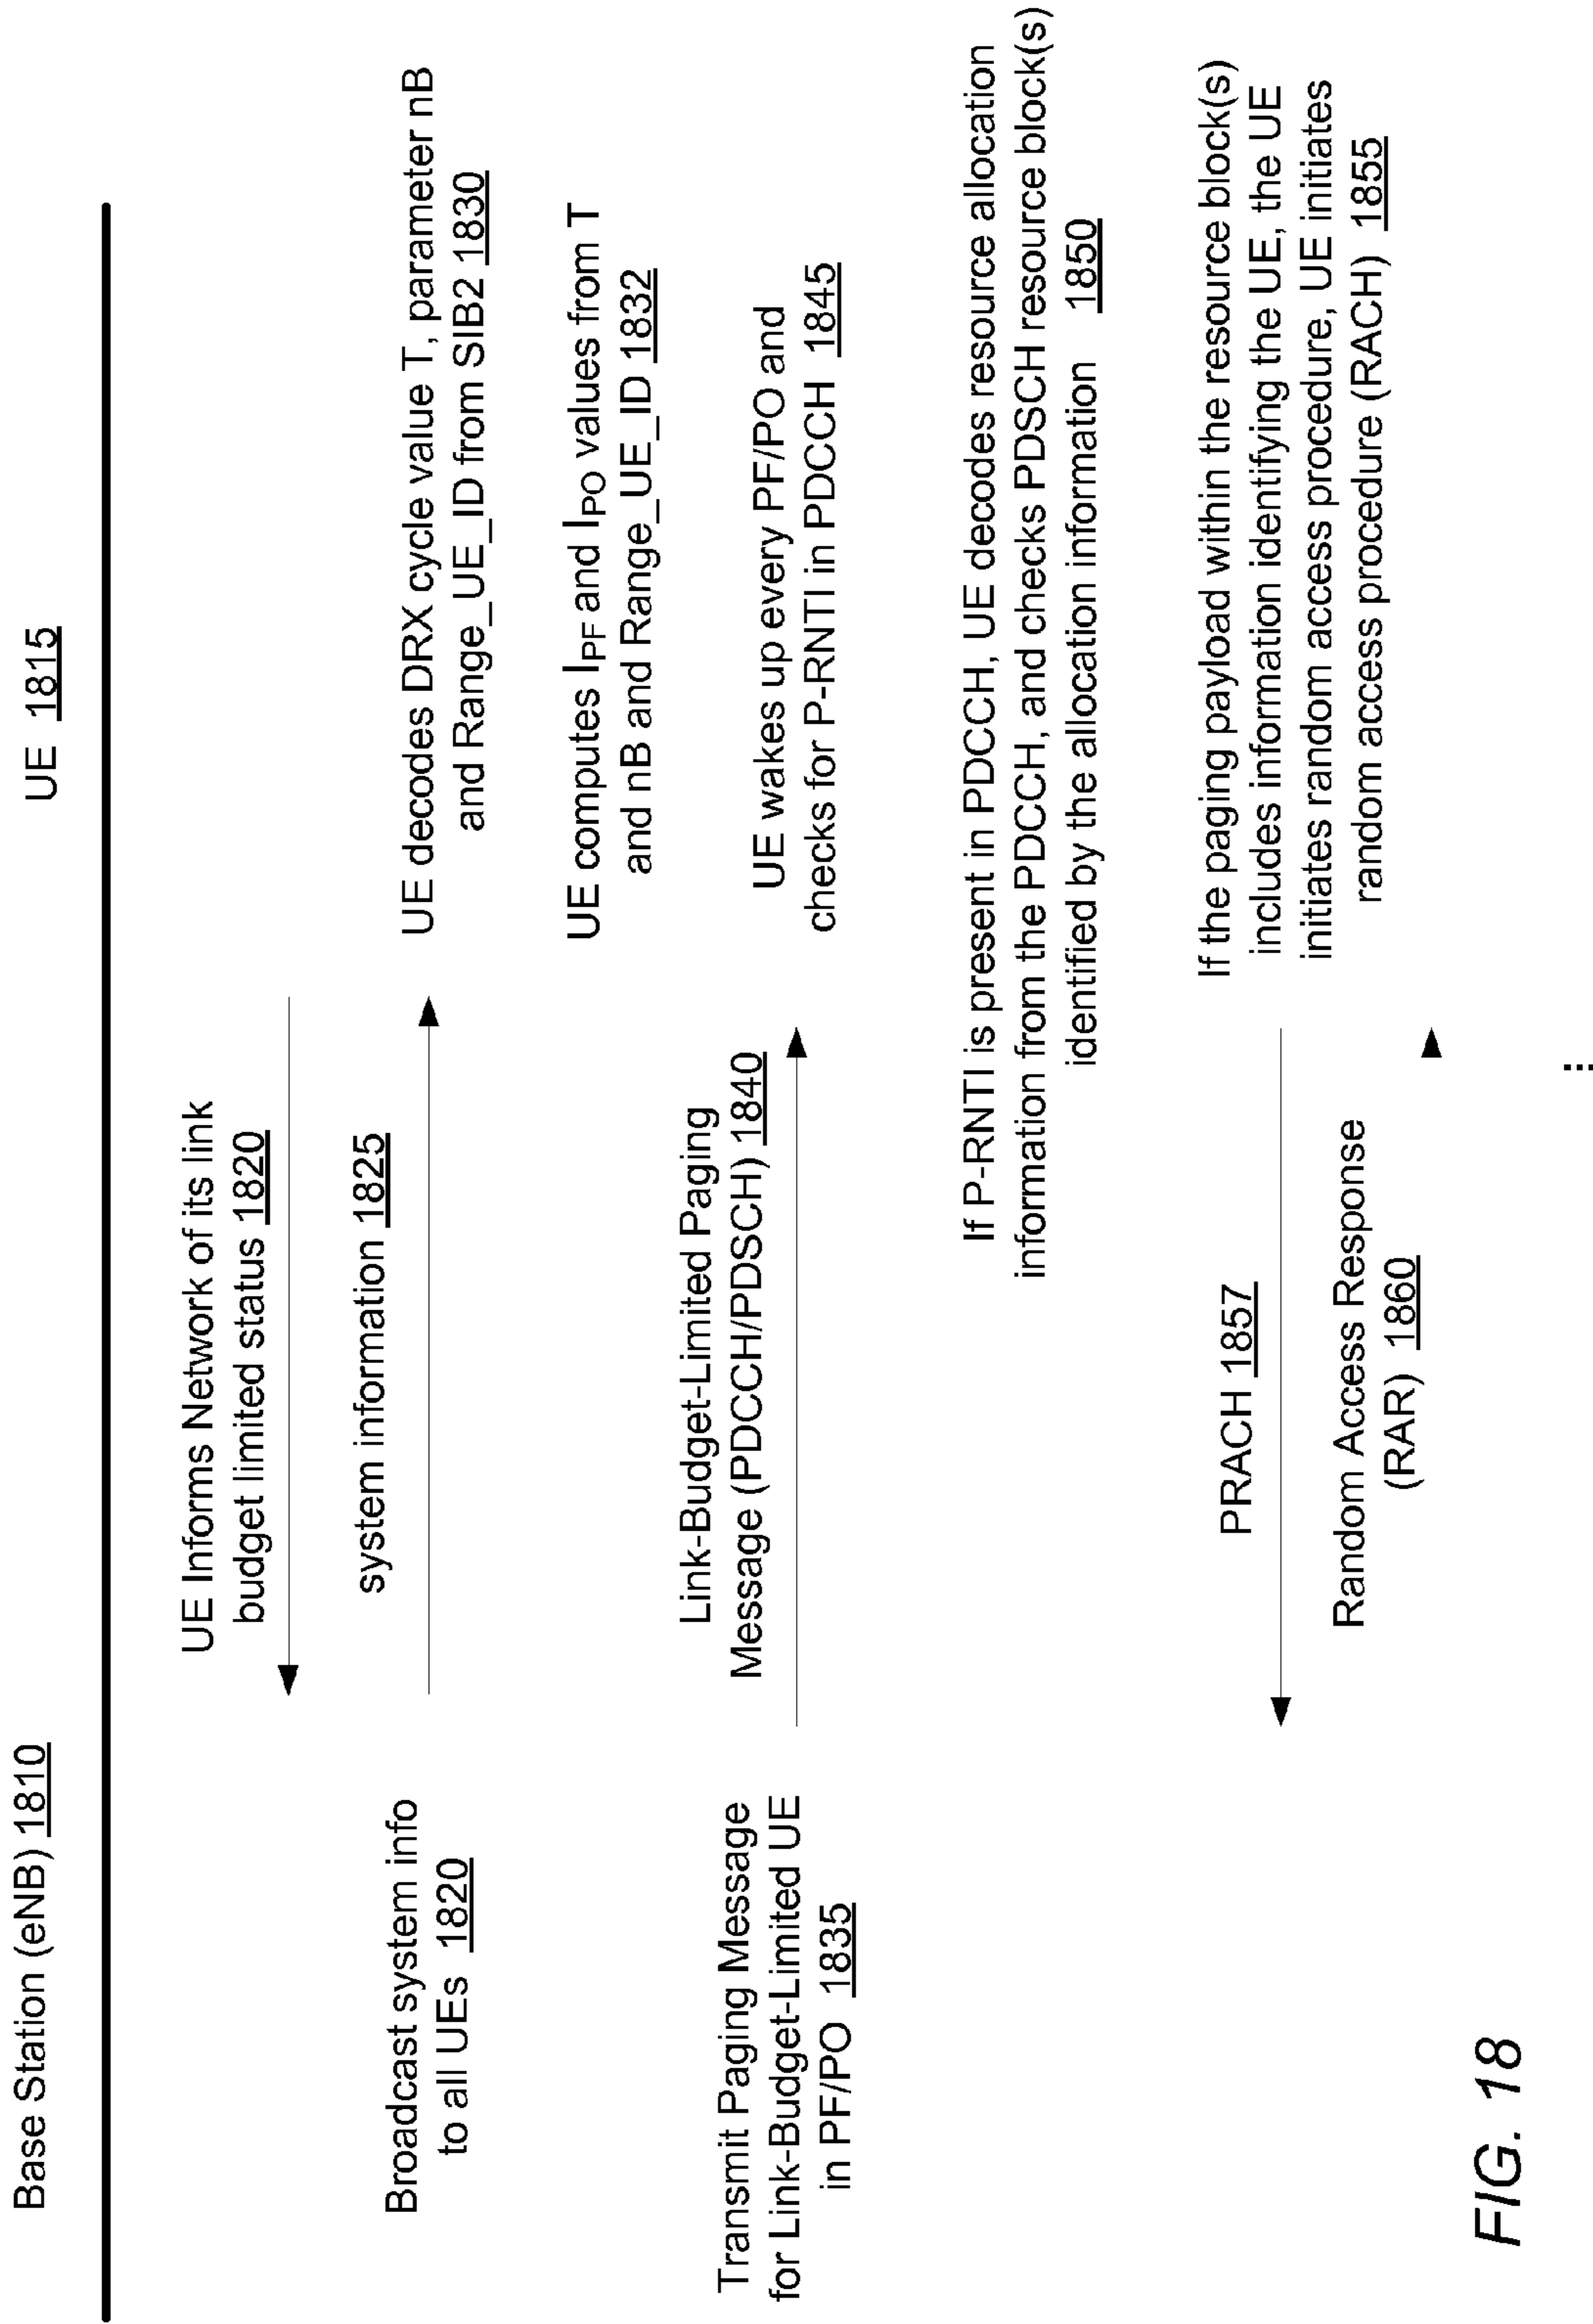 Base Station (eNB) 1810
UE 1815
UE Informs Network of its link
budget limited status 1820
Broadcast system info
to all UEs 1820
system information 1825
UE decodes DRX cycle value T, parameter nB
and Range_UE_ID from SIB2 1830
UE computes IPF and IPO values from T
and nB and Range_UE_ID 1832
Transmit Paging Message
for Link-Budget-Limited UE
in PF/PO 1835
Link-Budget-Limited Paging
Message (PDCCH/PDSCH) 1840
UE wakes up every PF/PO and
checks for P-RNTI in PDCCH 1845
If P-RNTI is present in PDCCH, UE decodes resource allocation
information from the PDCCH, and checks PDSCH resource block(s)
identified by the allocation information 1850
If the paging payload within the resource block(s)
includes information identifying the UE, the UE
initiates random access procedure, UE initiates
random access procedure (RACH) 1855
PRACH 1857
Random Access Response
(RAR) 1860
...
FIG. 18